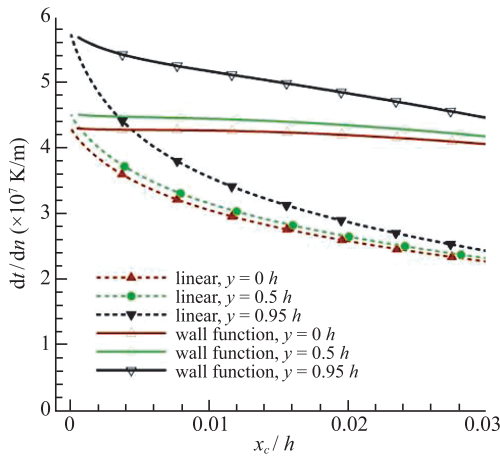 6
5
4
3
2
1
0
dt / dn (×10⁷ K/m)
linear, y = 0 h
linear, y = 0.5 h
linear, y = 0.95 h
wall function, y = 0 h
wall function, y = 0.5 h
wall function, y = 0.95 h
0 0.01 0.02 0.03
x_c / h